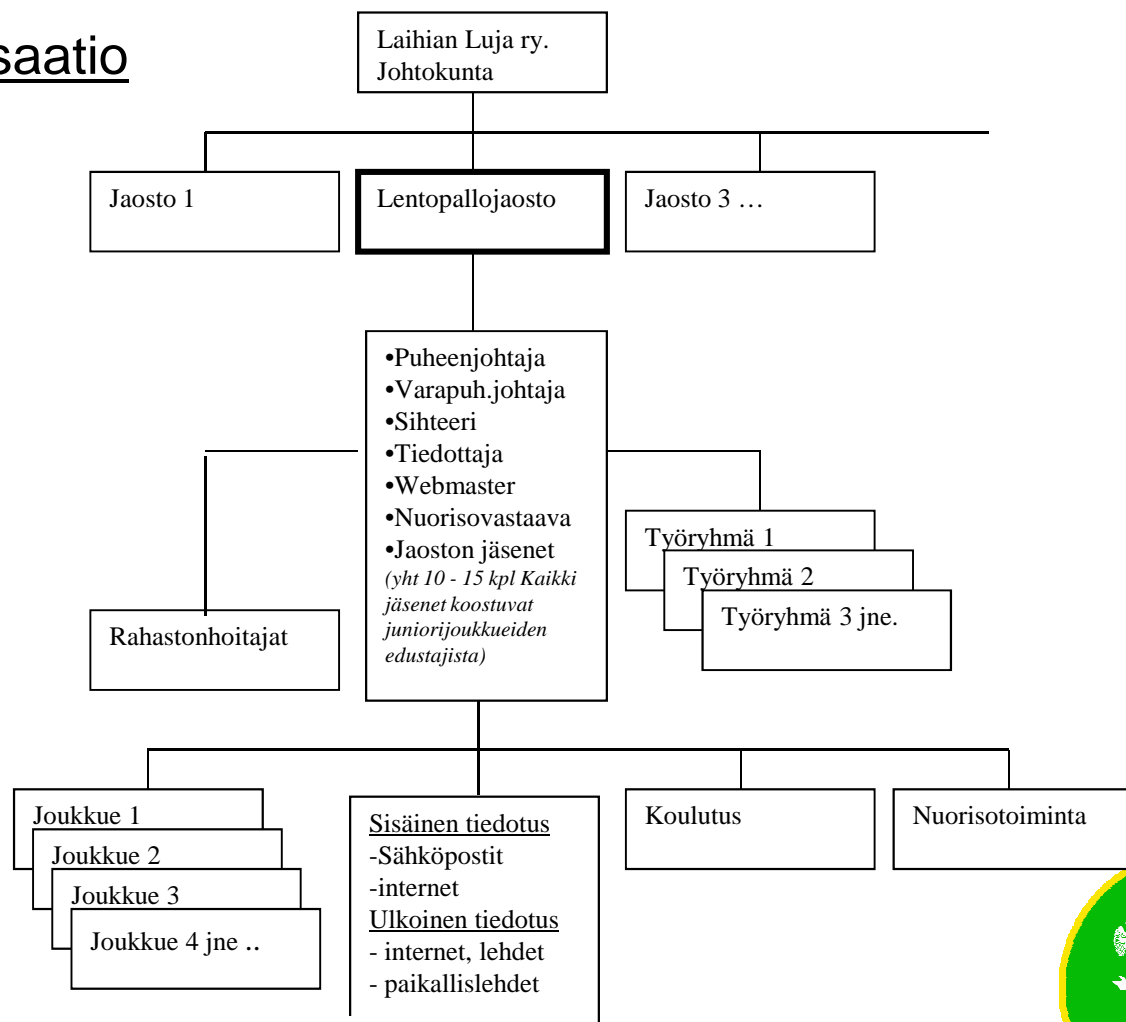 saatio
Laihian Luja ry.
Johtokunta
Jaosto 1
Lentopallojaosto
Jaosto 3 …
•Puheenjohtaja
•Varapuh.johtaja
•Sihteeri
•Tiedottaja
•Webmaster
•Nuorisovastaava
•Jaoston jäsenet
(yht 10 - 15 kpl Kaikki
jäsenet koostuvat
juniorijoukkueiden
edustajista)
Rahastonhoitajat
Työryhmä 1
Työryhmä 2
Työryhmä 3 jne.
Joukkue 1
Joukkue 2
Joukkue 3
Joukkue 4 jne ..
Sisäinen tiedotus
-Sähköpostit
-internet
Ulkoinen tiedotus
- internet, lehdet
- paikallislehdet
Koulutus
Nuorisotoiminta